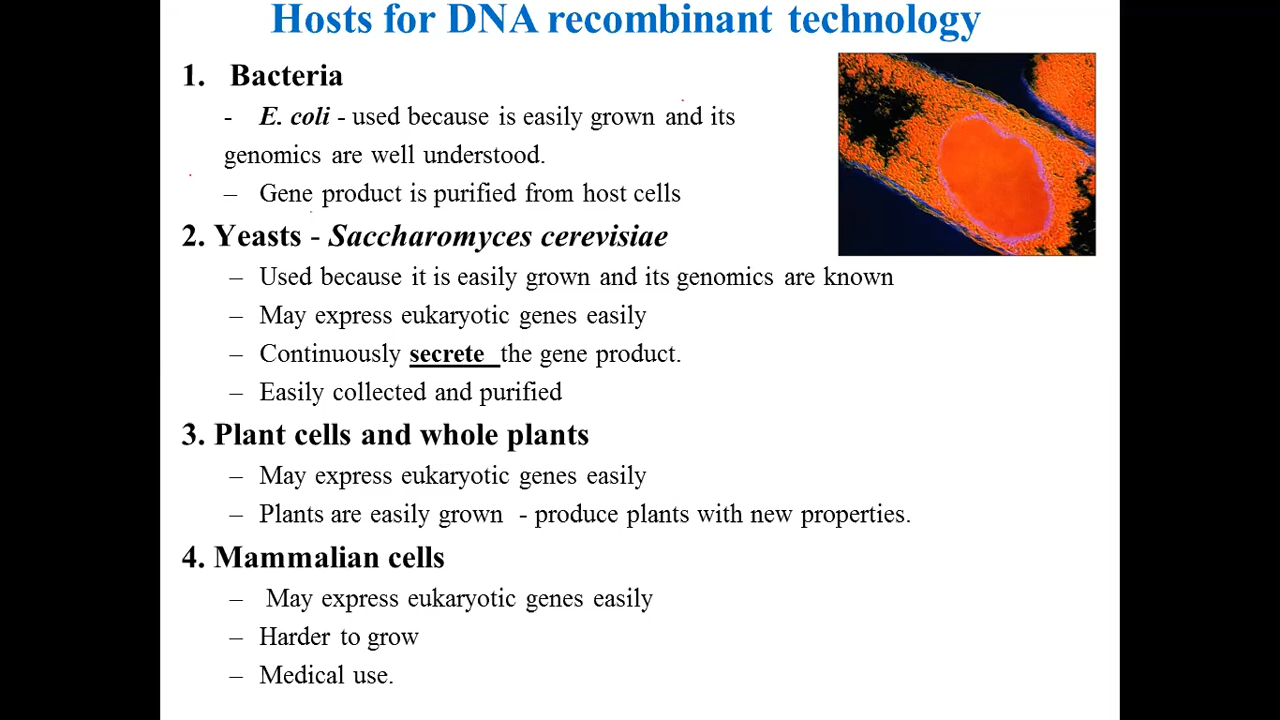 Hosts for DNA recombinant technology
1. Bacteria
- E. coli - used because is easily grown and its
genomics are well understood.
– Gene product is purified from host cells
2. Yeasts - Saccharomyces cerevisiae
– Used because it is easily grown and its genomics are known
– May express eukaryotic genes easily
– Continuously secrete the gene product.
– Easily collected and purified
3. Plant cells and whole plants
– May express eukaryotic genes easily
– Plants are easily grown - produce plants with new properties.
4. Mammalian cells
– May express eukaryotic genes easily
– Harder to grow
– Medical use.